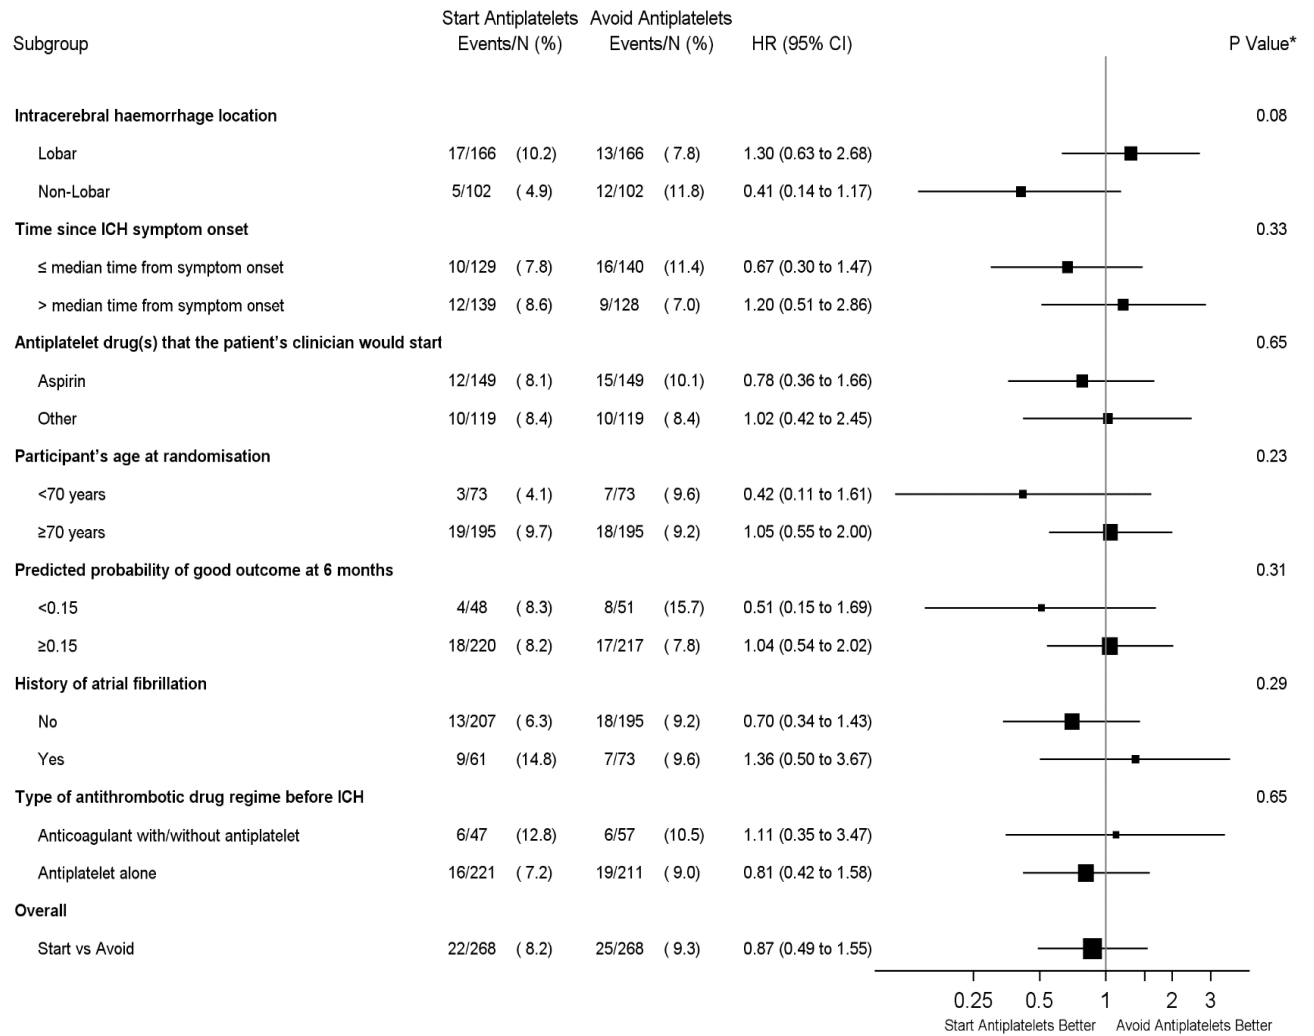 Start Antiplatelets Avoid Antiplatelets
Subgroup Events/N (%) Events/N (%) HR (95% CI) P Value*
Intracerebral haemorrhage location 0.08
Lobar 17/166 (10.2) 13/166 ( 7.8) 1.30 (0.63 to 2.68)
Non-Lobar 5/102 ( 4.9) 12/102 (11.8) 0.41 (0.14 to 1.17)
Time since ICH symptom onset 0.33
≤ median time from symptom onset 10/129 ( 7.8) 16/140 (11.4) 0.67 (0.30 to 1.47)
> median time from symptom onset 12/139 ( 8.6) 9/128 ( 7.0) 1.20 (0.51 to 2.86)
Antiplatelet drug(s) that the patient’s clinician would start 0.65
Aspirin 12/149 ( 8.1) 15/149 (10.1) 0.78 (0.36 to 1.66)
Other 10/119 ( 8.4) 10/119 ( 8.4) 1.02 (0.42 to 2.45)
Participant’s age at randomisation 0.23
<70 years 3/73 ( 4.1) 7/73 ( 9.6) 0.42 (0.11 to 1.61)
≥70 years 19/195 ( 9.7) 18/195 ( 9.2) 1.05 (0.55 to 2.00)
Predicted probability of good outcome at 6 months 0.31
<0.15 4/48 ( 8.3) 8/51 (15.7) 0.51 (0.15 to 1.69)
≥0.15 18/220 ( 8.2) 17/217 ( 7.8) 1.04 (0.54 to 2.02)
History of atrial fibrillation 0.29
No 13/207 ( 6.3) 18/195 ( 9.2) 0.70 (0.34 to 1.43)
Yes 9/61 (14.8) 7/73 ( 9.6) 1.36 (0.50 to 3.67)
Type of antithrombotic drug regime before ICH 0.65
Anticoagulant with/without antiplatelet 6/47 (12.8) 6/57 (10.5) 1.11 (0.35 to 3.47)
Antiplatelet alone 16/221 ( 7.2) 19/211 ( 9.0) 0.81 (0.42 to 1.58)
Overall
Start vs Avoid 22/268 ( 8.2) 25/268 ( 9.3) 0.87 (0.49 to 1.55)
0.25 0.5 1 2 3
Start Antiplatelets Better Avoid Antiplatelets Better